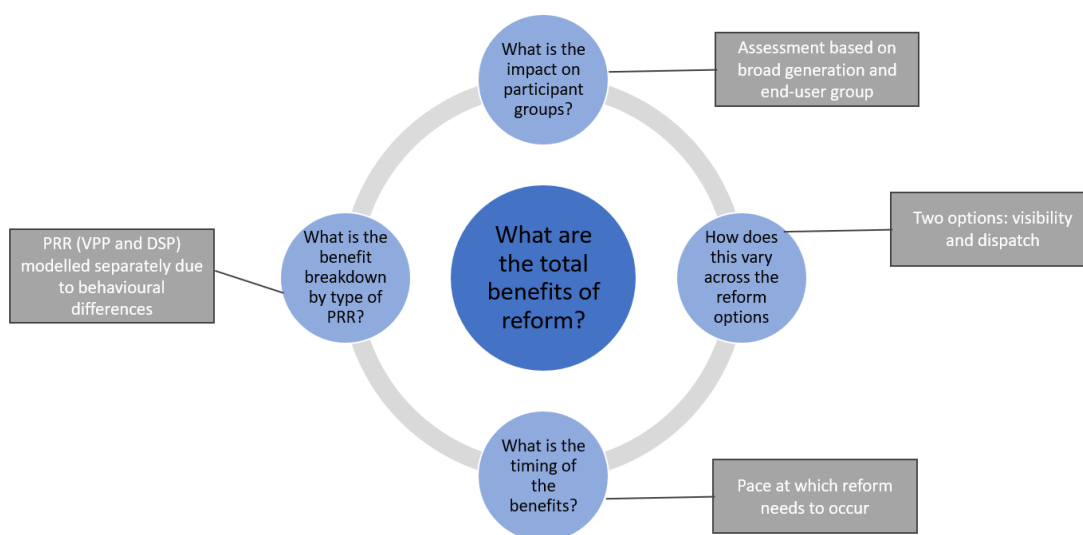 What is the
impact on
participant
groups?
Assessment based on
broad generation and
end-user group
PRR (VPP and DSP)
modelled separately due
to behavioural
differences
What is the
benefit
breakdown
by type of
PRR?
What are
the total
benefits of
reform?
How does
this vary
across the
reform
options
Two options: visibility
and dispatch
What is the
timing of
the
benefits?
Pace at which reform
needs to occur